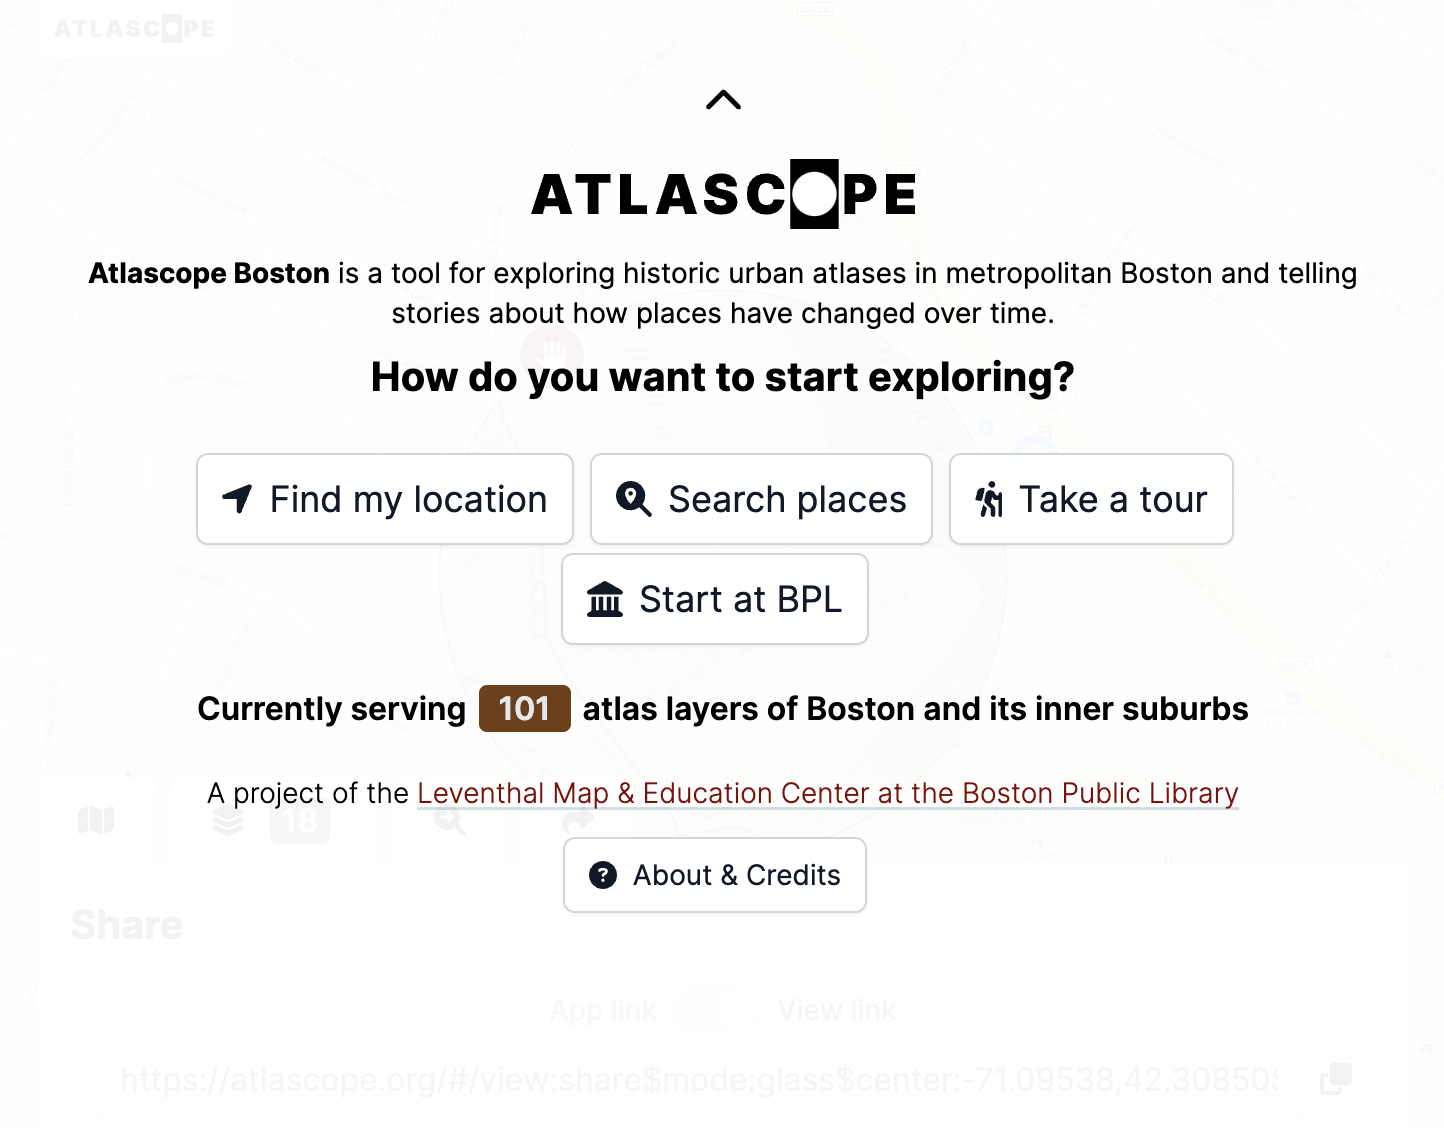 ATLASCOPE
ATLASCOPE
Atlascope Boston is a tool for exploring historic urban atlases in metropolitan Boston and telling
stories about how places have changed over time.
How do you want to start exploring?
Find my location
Search places
Take a tour
Start at BPL
Currently serving 101 atlas layers of Boston and its inner suburbs
A project of the Leventhal Map & Education Center at the Boston Public Library
18
About & Credits
Share
App link
View link
https://atlascope.org/#/view:share$mode:glass$center:-71.09538,42.30850